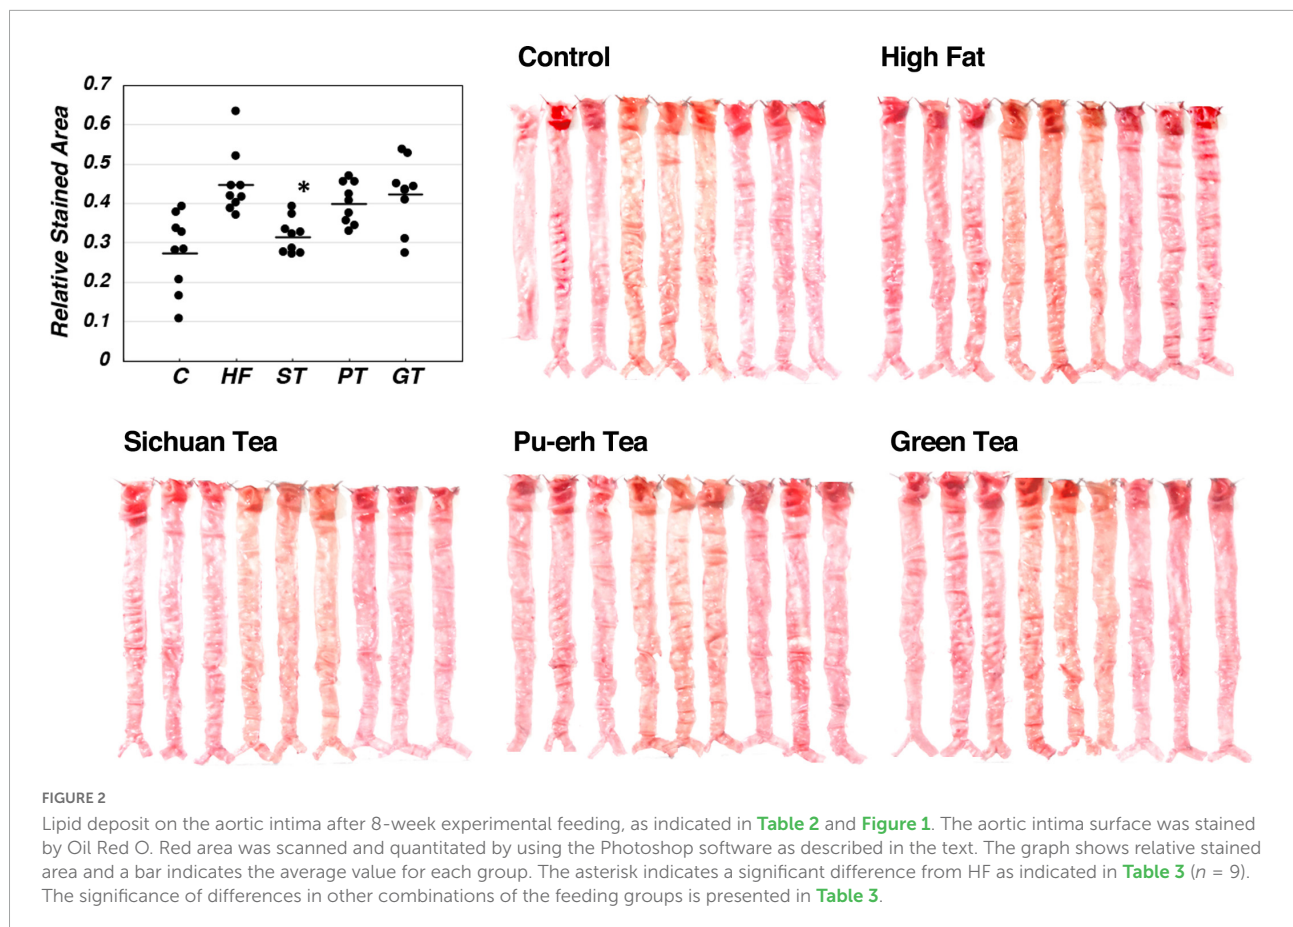 Control
High Fat
0.7
0.6
0.5
0.4
0.3
0.2
0.1
0
Relative Stained Area
*
C HF ST PT GT
Sichuan Tea
Pu-erh Tea
Green Tea
FIGURE 2
Lipid deposit on the aortic intima after 8-week experimental feeding, as indicated in Table 2 and Figure 1. The aortic intima surface was stained
by Oil Red O. Red area was scanned and quantitated by using the Photoshop software as described in the text. The graph shows relative stained
area and a bar indicates the average value for each group. The asterisk indicates a significant difference from HF as indicated in Table 3 (n = 9).
The significance of differences in other combinations of the feeding groups is presented in Table 3.